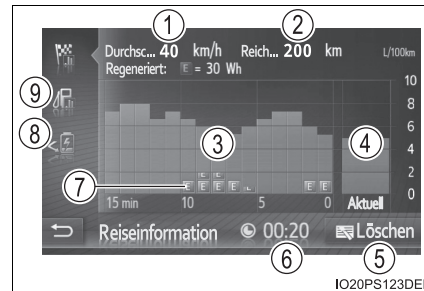 1 2
Durchsc... 40 km/h Reich... 200 km L/100km
Regeneriert: E = 30 Wh
10
9
8
8
6
3 4
4
7
E E E E E E E
2
0
15 min 10 5 0 Aktuell
Reiseinformation 00:20 Löschen
6 5
IO20PS123DE